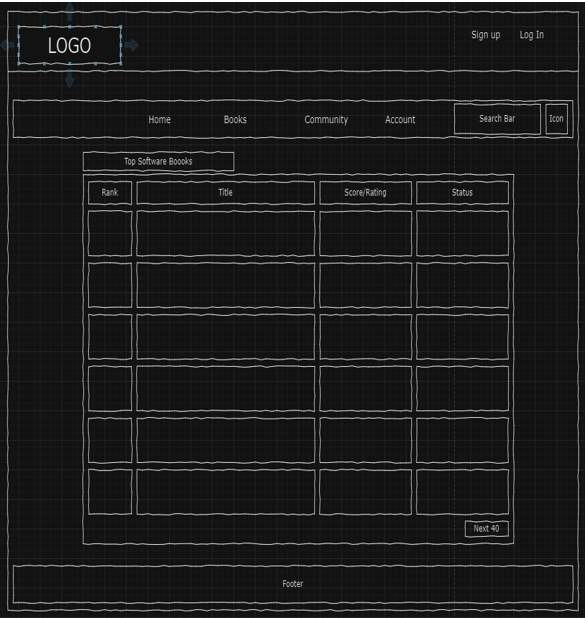 LOGO
Sign up Log In
Home Books Community Account Search Bar Icon
Top Software Boooks
Rank Title Score/Rating Status
Next 40
Footer